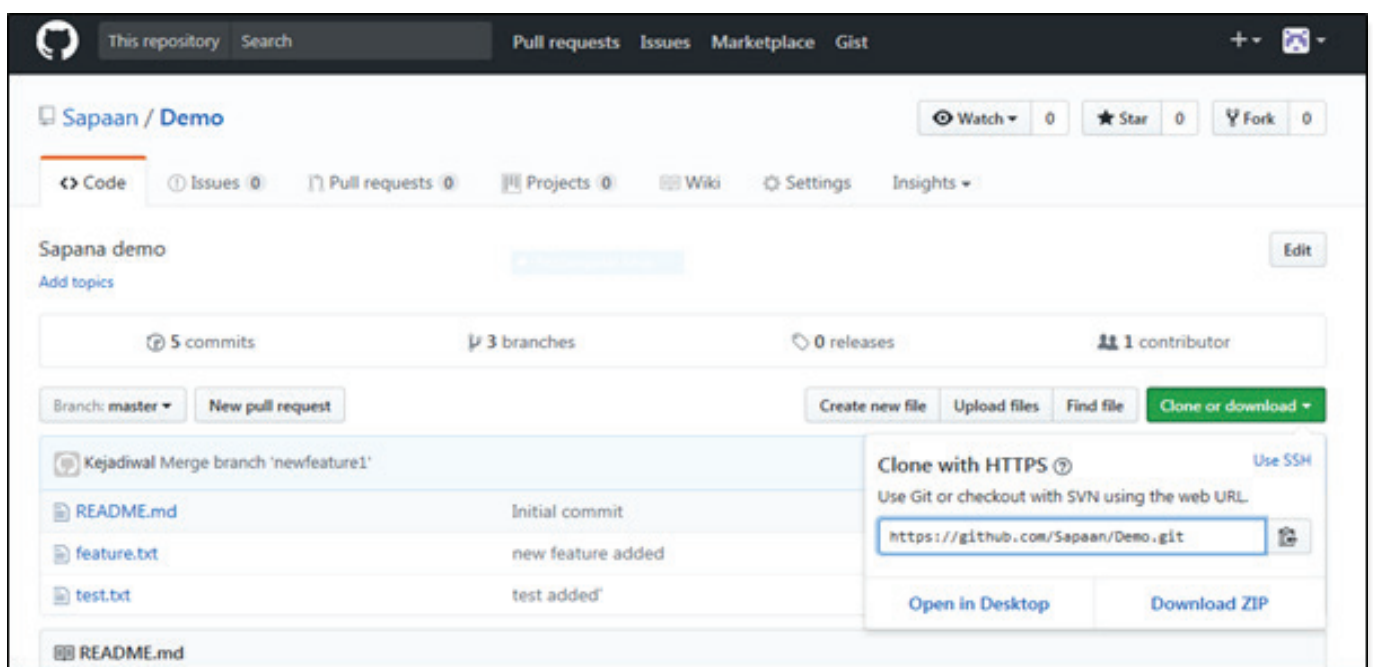 This repository Search Pull requests Issues Marketplace Gist
Sapaan / Demo Watch 0 Star 0 Fork 0
Code Issues 0 Pull requests 0 Projects 0 Wiki Settings Insights
Sapana demo Edit
Add topics
5 commits 3 branches 0 releases 1 contributor
Branch: master New pull request Create new file Upload files Find file Clone or download
Kejadiwal Merge branch 'newfeature1'
README.md Initial commit
feature.txt new feature added
test.txt test added'
README.md
Clone with HTTPS Use SSH
Use Git or checkout with SVN using the web URL.
https://github.com/Sapaan/Demo.git
Open in Desktop Download ZIP